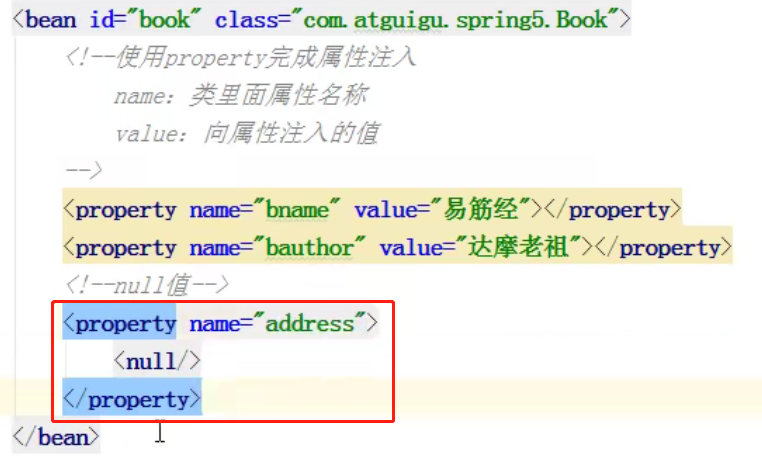 <bean id="book" class="com.atguigu.spring5.Book">
<!--使用property完成属性注入
name：类里面属性名称
value：向属性注入的值
-->
<property name="bname" value="易筋经"></property>
<property name="bauthor" value="达摩老祖"></property>
<!--null值-->
<property name="address">
<null/>
</property>
</bean>